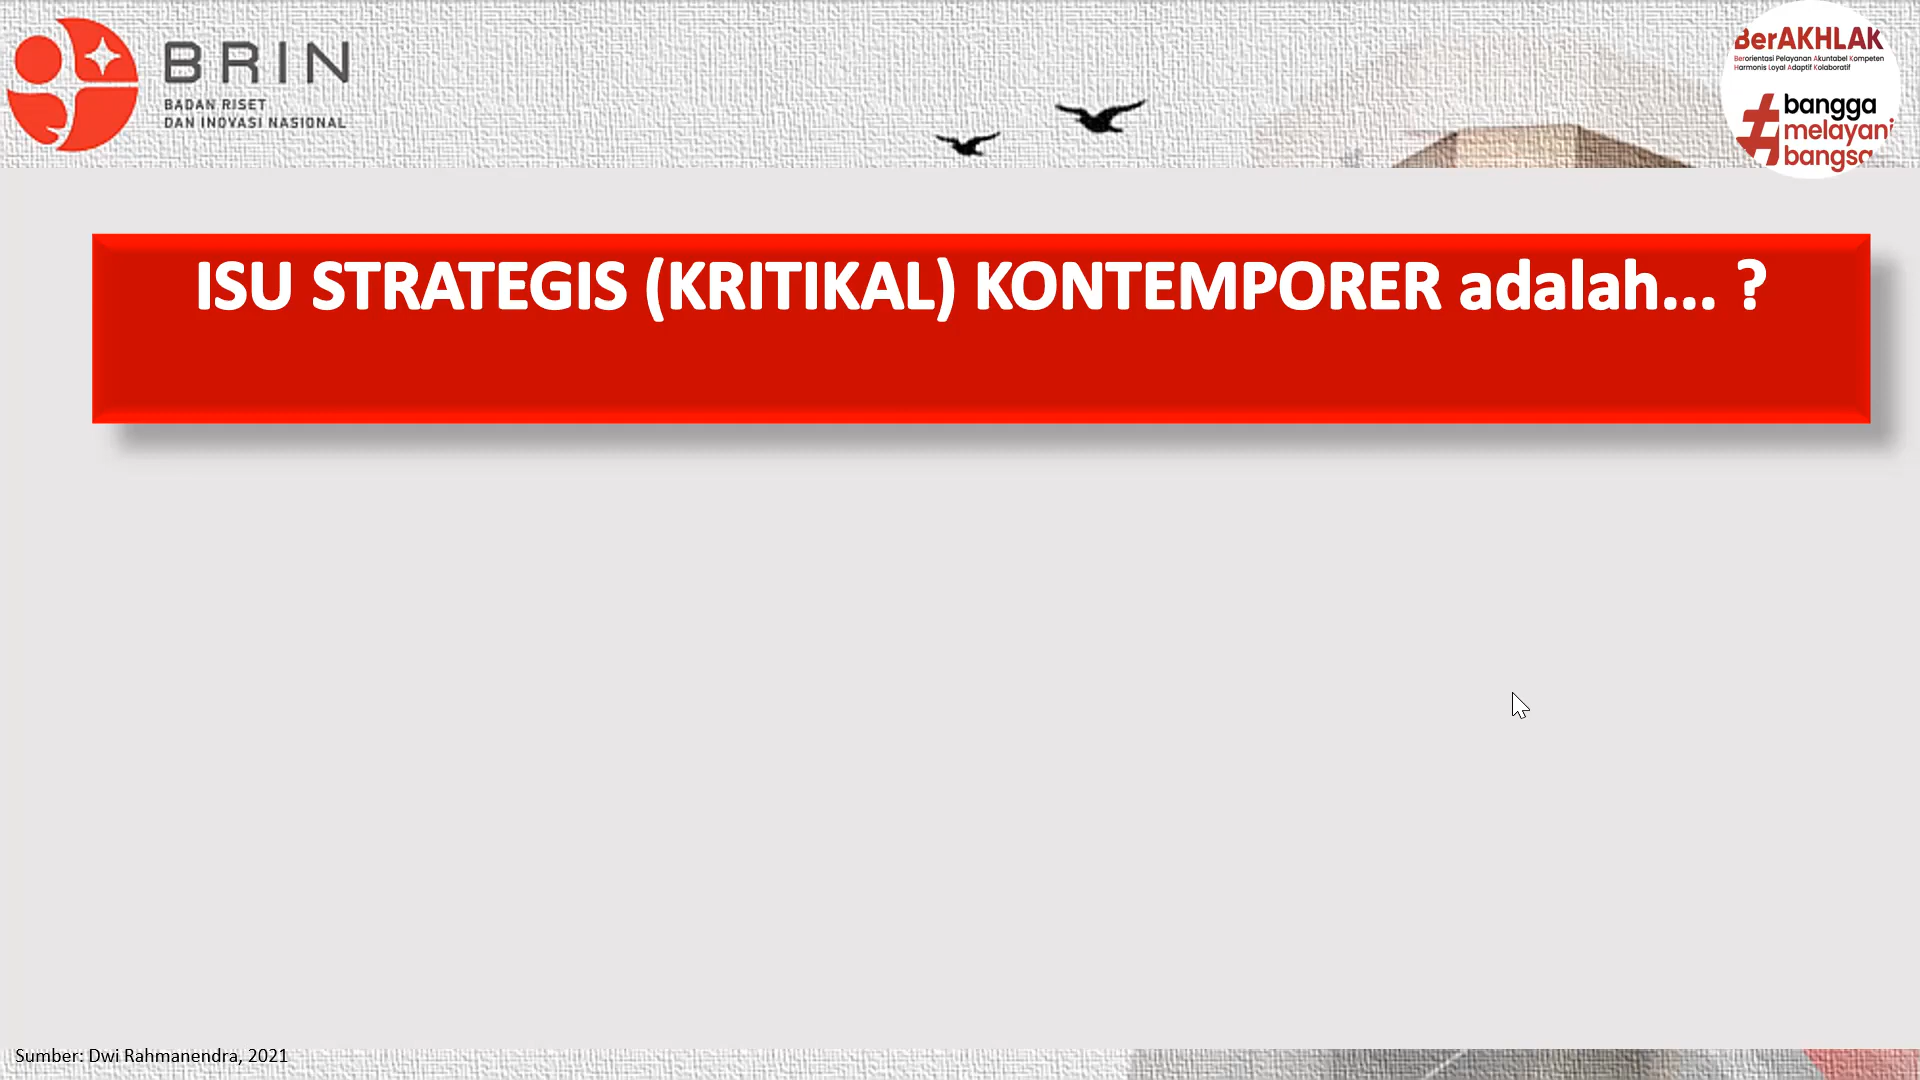 BRIN
BADAN RISET
DAN INOVASI NASIONAL
BerAKHLAK
Berorientasi Pelayanan Akuntabel Kompeten
Harmonis Loyal Adaptif Kolaboratif
#bangga
melayani
bangsa
ISU STRATEGIS (KRITIKAL) KONTEMPORER adalah... ?
Sumber: Dwi Rahmanendra, 2021